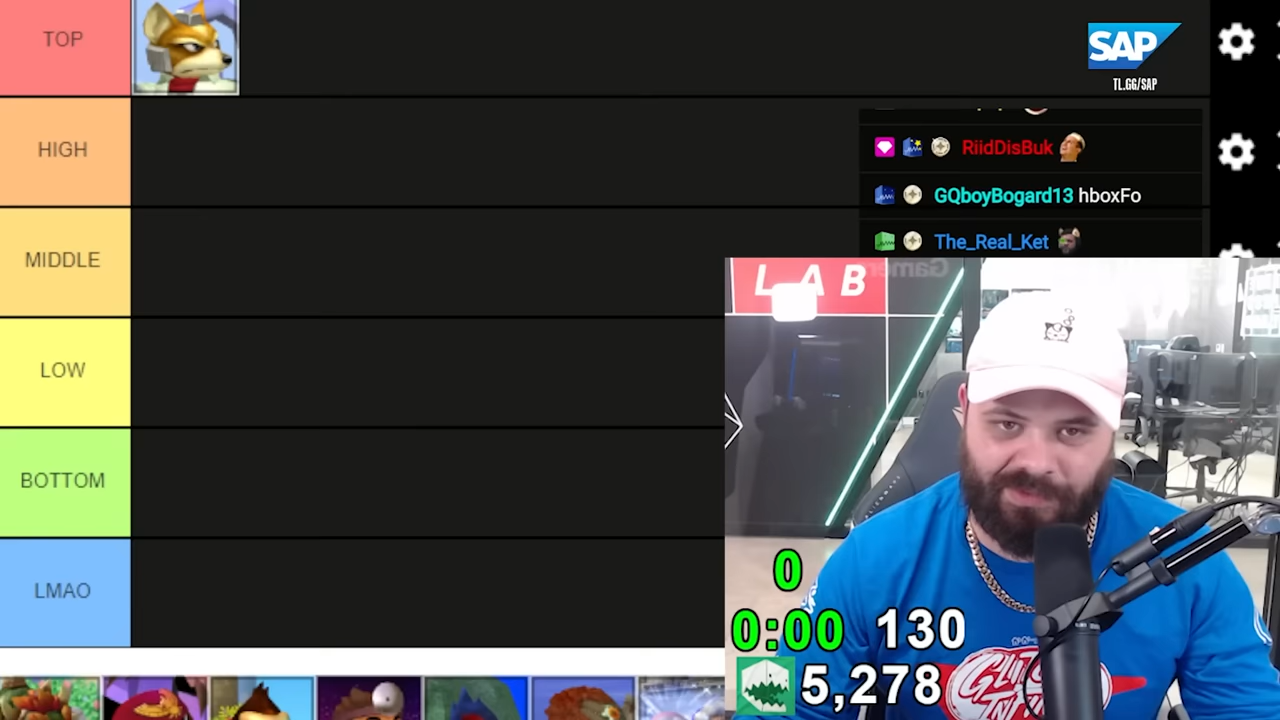 TOP
SAP
TL.GG/SAP
HIGH
RiidDisBuk
GQboyBogard13 hboxFo
MIDDLE
The_Real_Ket
LAB
LOW
BOTTOM
0
0:00 130
LMAO
5,278